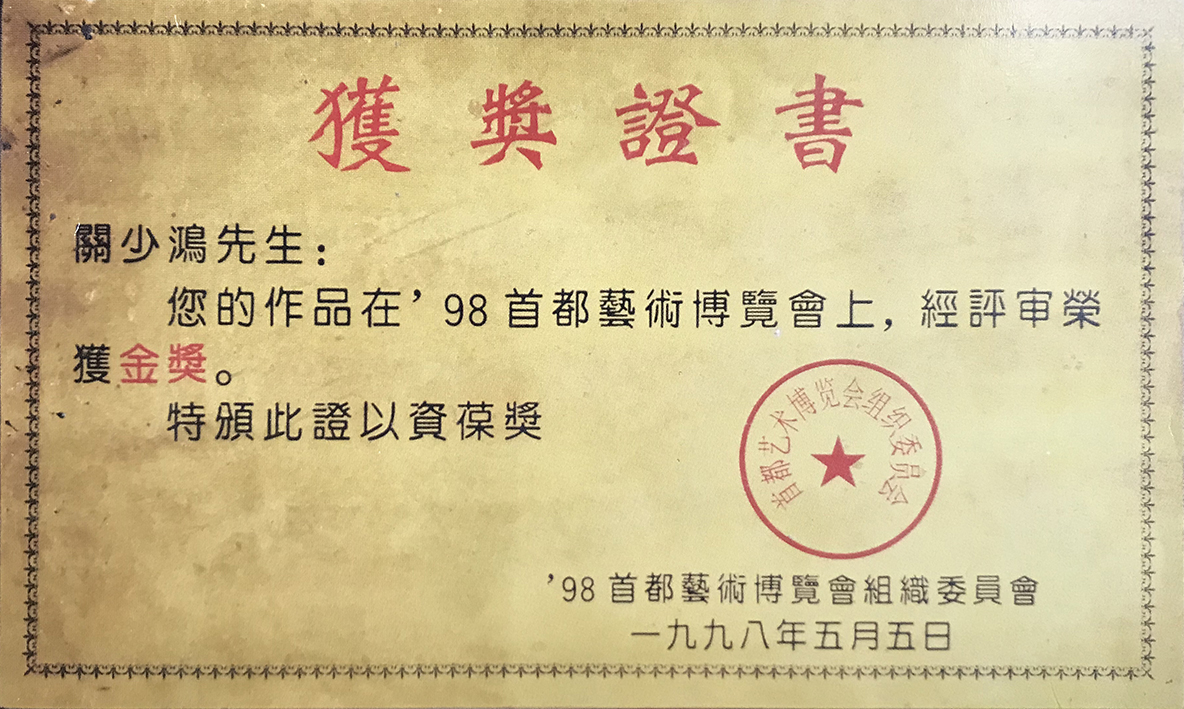 獲獎證書
關少鴻先生：
您的作品在’98首都藝術博覽會上，經評审榮
獲金獎。
特頒此證以資葆獎
首都艺术博览会组织委员会
’98首都藝術博覽會組織委員會
一九九八年五月五日